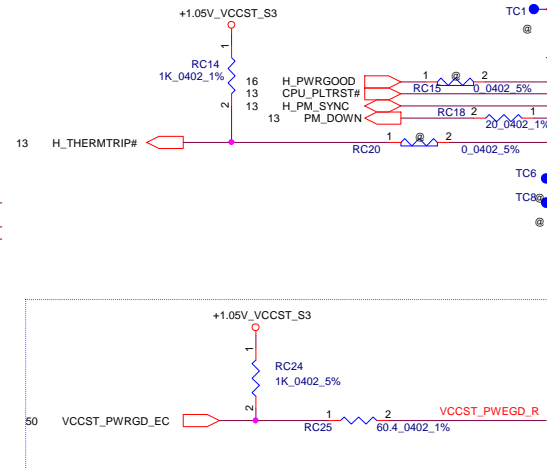 +1.05V_VCCST_S3
TC1
@
1
RC14
1K_0402_1%
2
16 H_PWRGOOD 1 @ 2
RC15 0_0402_5%
13 CPU_PLTRST#
13 H_PM_SYNC
RC18
13 PM_DOWN 2 1
20_0402_1%
13 H_THERMTRIP# 1 @ 2
RC20 0_0402_5%
TC6
TC8@
@
+1.05V_VCCST_S3
1
RC24
1K_0402_5%
2
50 VCCST_PWRGD_EC 1 2 VCCST_PWEGD_R
RC25 60.4_0402_1%